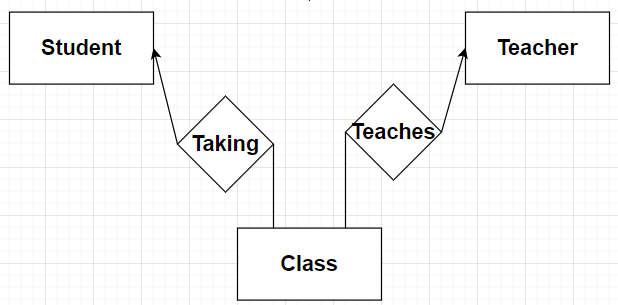 Student
Teacher
Taking
Teaches
Class